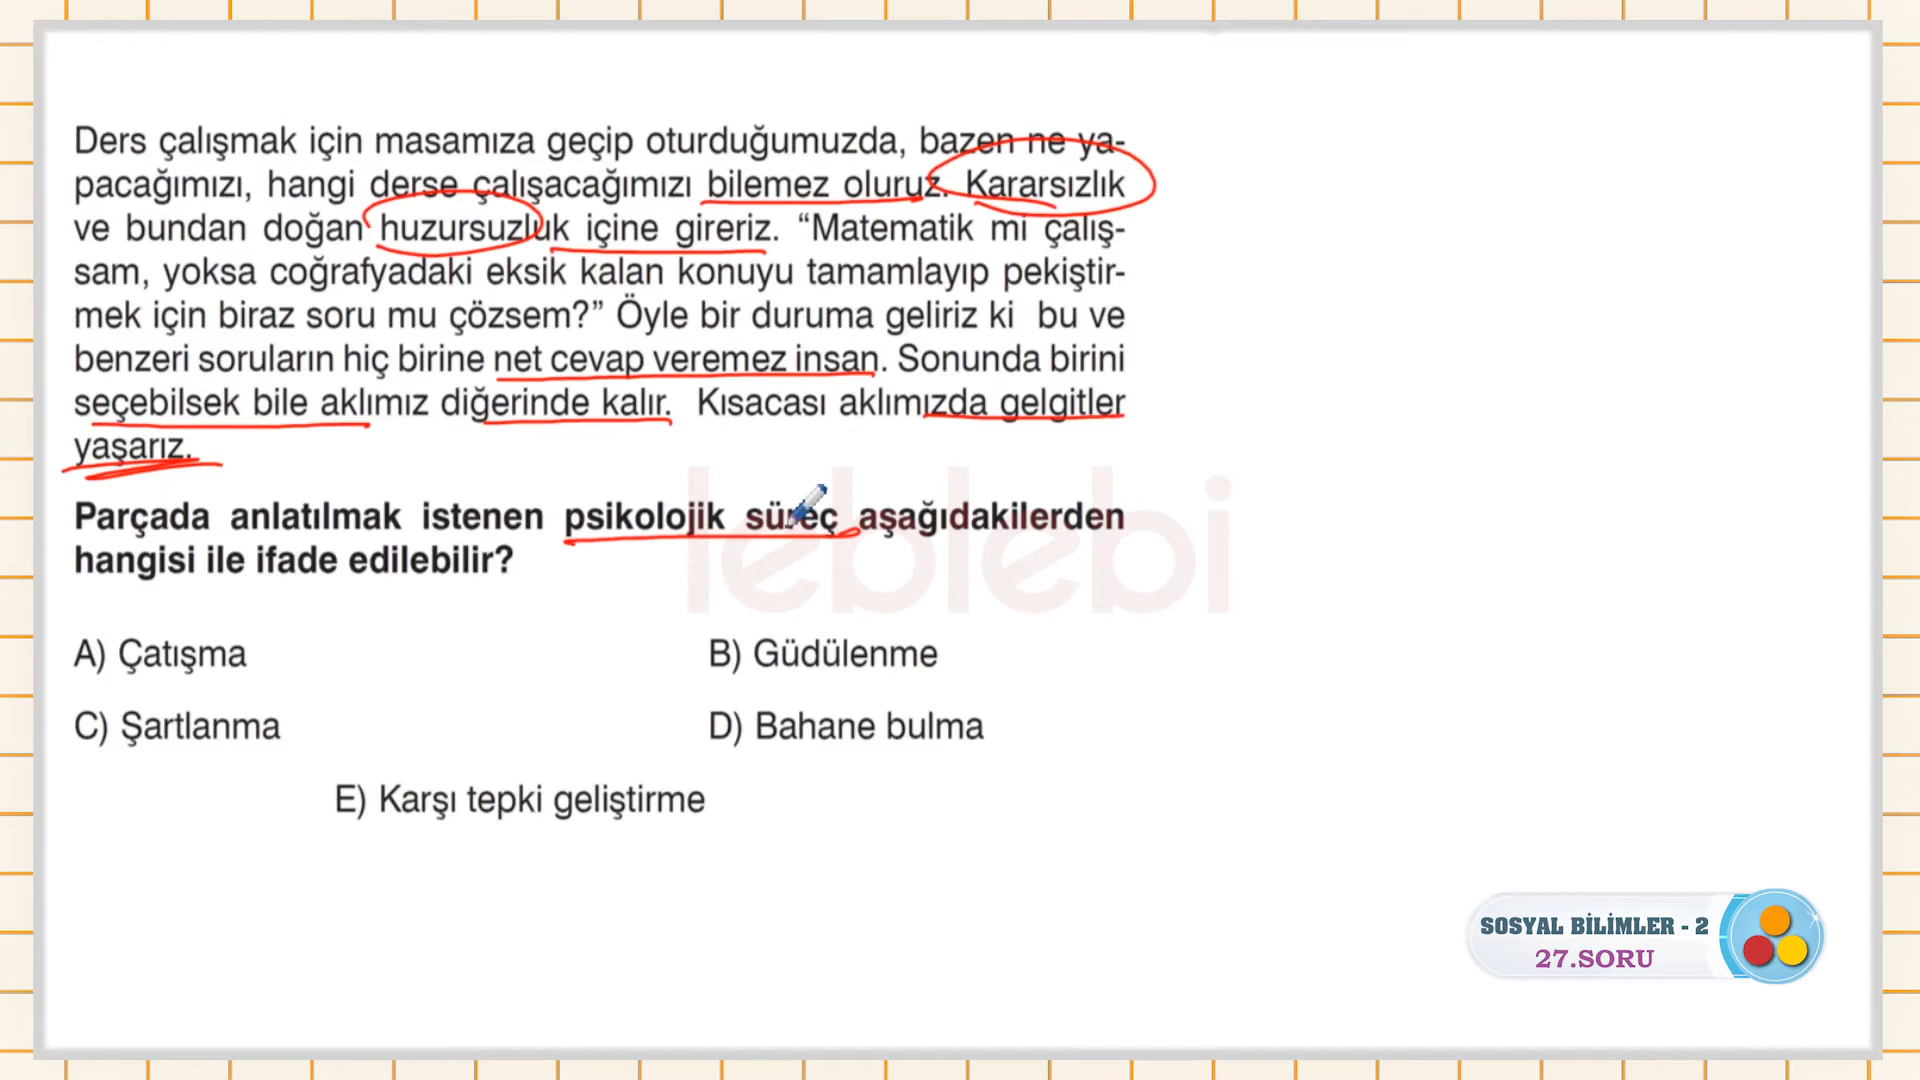 Ders çalışmak için masamıza geçip oturduğumuzda, bazen ne ya-
pacağımızı, hangi derse çalışacağımızı bilemez oluruz. Kararsızlık
ve bundan doğan huzursuzluk içine gireriz. “Matematik mi çalış-
sam, yoksa coğrafyadaki eksik kalan konuyu tamamlayıp pekiştir-
mek için biraz soru mu çözsem?” Öyle bir duruma geliriz ki bu ve
benzeri soruların hiç birine net cevap veremez insan. Sonunda birini
seçebilsek bile aklımız diğerinde kalır. Kısacası aklımızda gelgitler
yaşarız.
Parçada anlatılmak istenen psikolojik süreç aşağıdakilerden
hangisi ile ifade edilebilir?
leblebi
A) Çatışma
B) Güdülenme
C) Şartlanma
D) Bahane bulma
E) Karşı tepki geliştirme
SOSYAL BİLİMLER - 2
27.SORU